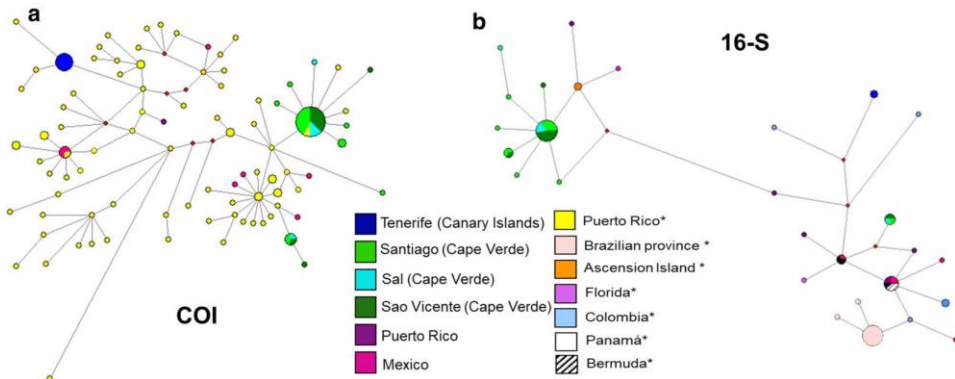 a
b
16-S
COI
Tenerife (Canary Islands)
Santiago (Cape Verde)
Sal (Cape Verde)
Sao Vicente (Cape Verde)
Puerto Rico
Mexico
Puerto Rico*
Brazilian province *
Ascension Island *
Florida*
Colombia*
Panamá*
Bermuda*